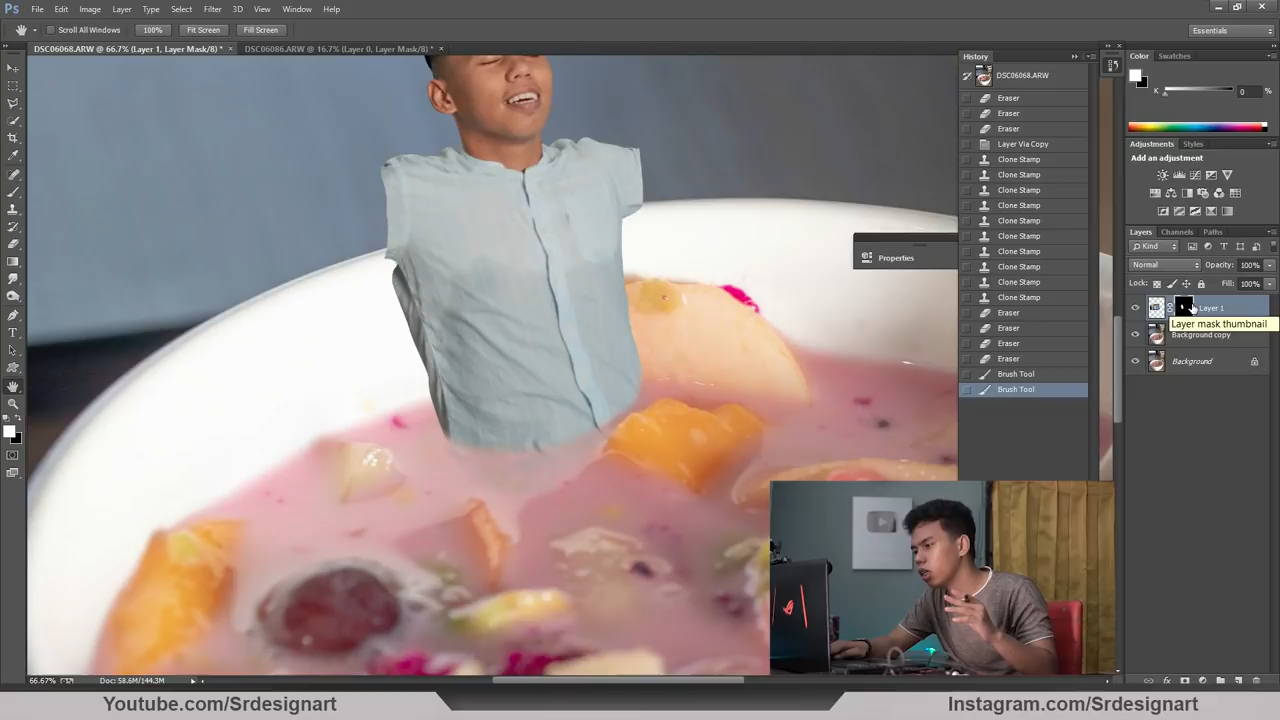 Ps File Edit Image Layer Type Select Filter 3D View Window Help
Scroll All Windows 100% Fit Screen Fill Screen Essentials
DSC06068.ARW @ 66.7% (Layer 1, Layer Mask/8) * × DSC06086.ARW @ 16.7% (Layer 0, Layer Mask/8) * ×
History
DSC06068.ARW
Eraser
Eraser
Eraser
Layer Via Copy
Clone Stamp
Clone Stamp
Clone Stamp
Clone Stamp
Clone Stamp
Clone Stamp
Clone Stamp
Clone Stamp
Clone Stamp
Clone Stamp
Eraser
Eraser
Eraser
Eraser
Brush Tool
Brush Tool
Properties
Color Swatches
K 0 %
Adjustments Styles
Add an adjustment
Layers Channels Paths
Kind
Normal Opacity: 100%
Lock: Fill: 100%
Layer 1
Layer mask thumbnail
Background copy
Background
66.67% Doc: 58.6M/144.3M
Youtube.com/Srdesignart Instagram.com/Srdesignart